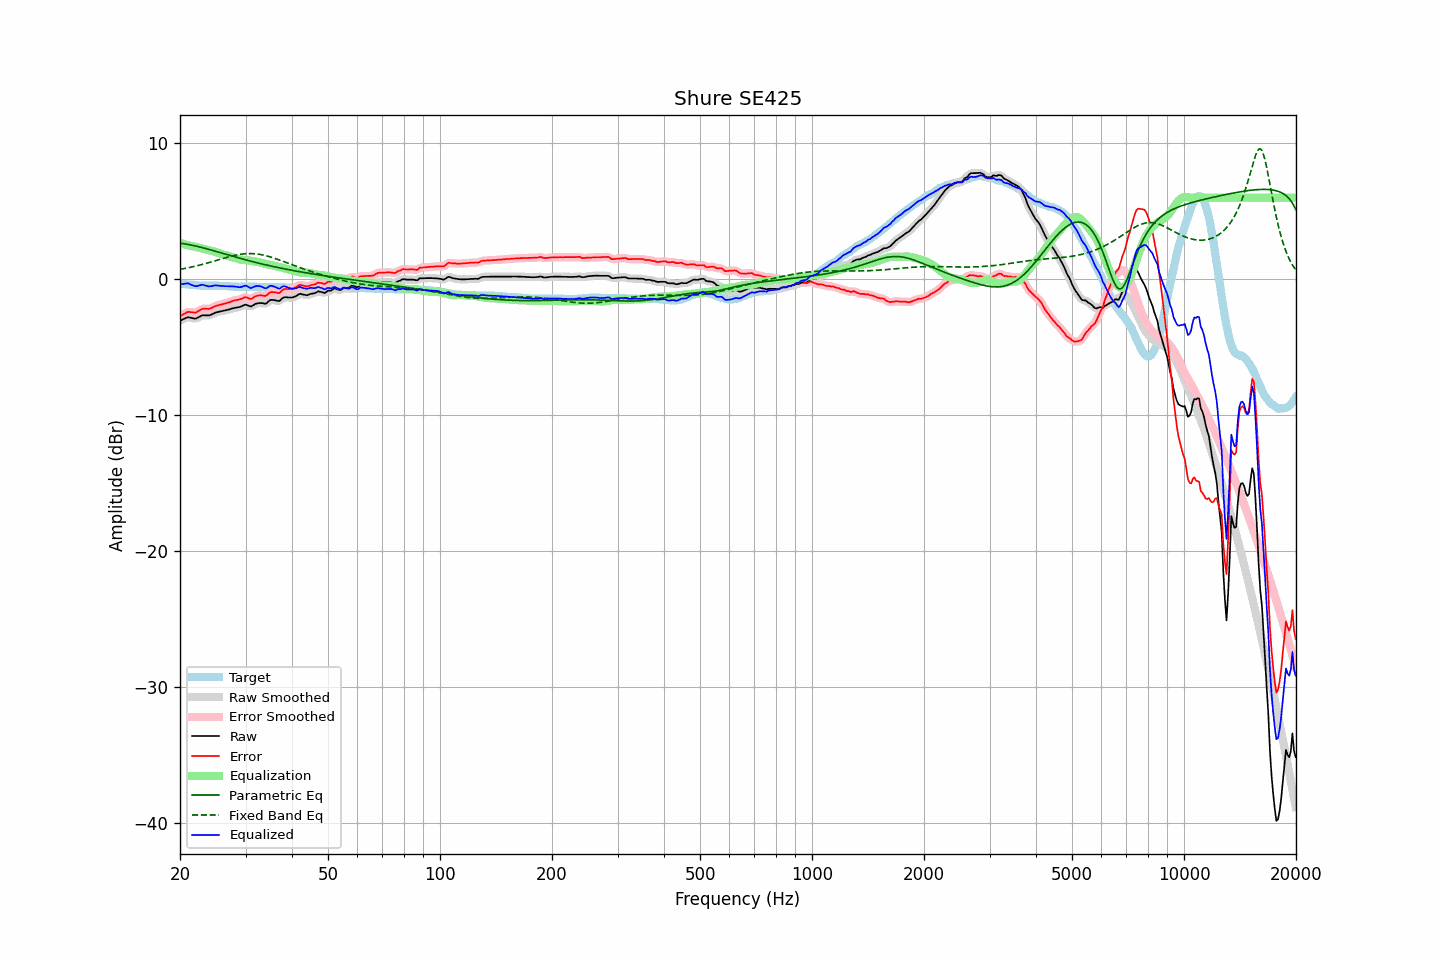 Shure SE425
Amplitude (dBr)
10
0
−10
−20
−30
−40
Target
Raw Smoothed
Error Smoothed
Raw
Error
Equalization
Parametric Eq
Fixed Band Eq
Equalized
20
50
100
200
500
1000
2000
5000
10000
20000
Frequency (Hz)